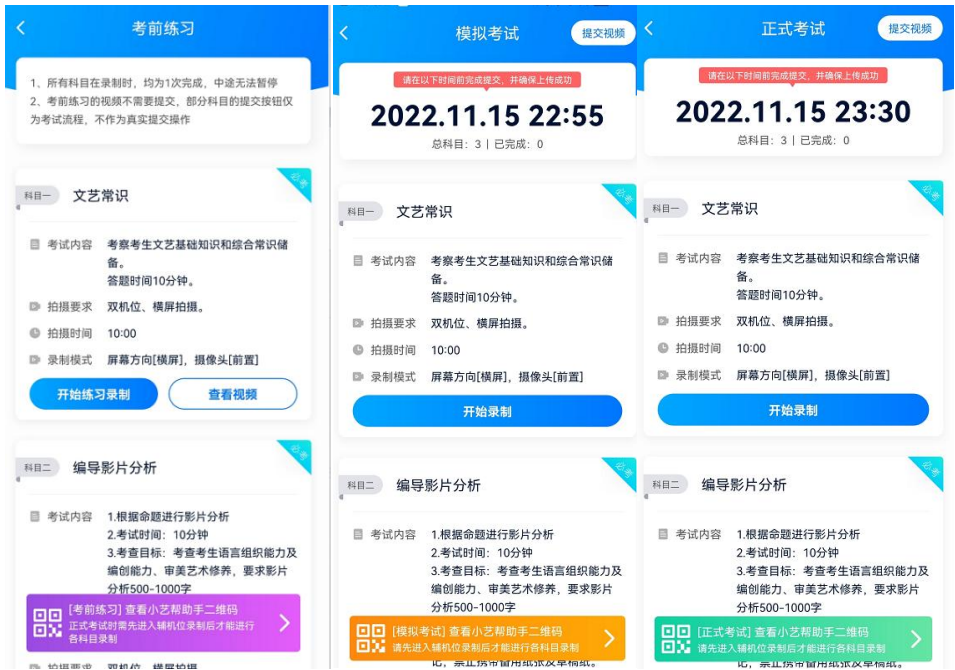 考前练习
1、所有科目在录制时，均为1次完成，中途无法暂停
2、考前练习的视频不需要提交，部分科目的提交按钮仅
为考试流程，不作为真实提交操作
必考
科目一 文艺常识
考试内容 考察考生文艺基础知识和综合常识储
备。
答题时间10分钟。
拍摄要求 双机位、横屏拍摄。
拍摄时间 10:00
录制模式 屏幕方向[横屏]，摄像头[前置]
开始练习录制 查看视频
必考
科目二 编导影片分析
考试内容 1.根据命题进行影片分析
2.考试时间：10分钟
3.考查目标：考查考生语言组织能力及
编创能力、审美艺术修养，要求影片
分析500-1000字
[考前练习] 查看小艺帮助手二维码
正式考试时需先进入辅机位录制后才能进行
各科目录制
拍摄要求 双机位、横屏拍摄
模拟考试 提交视频
请在以下时间前完成提交，并确保上传成功
2022.11.15 22:55
总科目：3 | 已完成：0
必考
科目一 文艺常识
考试内容 考察考生文艺基础知识和综合常识储
备。
答题时间10分钟。
拍摄要求 双机位、横屏拍摄。
拍摄时间 10:00
录制模式 屏幕方向[横屏]，摄像头[前置]
开始录制
必考
科目二 编导影片分析
考试内容 1.根据命题进行影片分析
2.考试时间：10分钟
3.考查目标：考查考生语言组织能力及
编创能力、审美艺术修养，要求影片
分析500-1000字
[模拟考试] 查看小艺帮助手二维码
请先进入辅机位录制后才能进行各科目录制
记，禁止携带备用纸张及草稿纸。
正式考试 提交视频
请在以下时间前完成提交，并确保上传成功
2022.11.15 23:30
总科目：3 | 已完成：0
必考
科目一 文艺常识
考试内容 考察考生文艺基础知识和综合常识储
备。
答题时间10分钟。
拍摄要求 双机位、横屏拍摄。
拍摄时间 10:00
录制模式 屏幕方向[横屏]，摄像头[前置]
开始录制
必考
科目二 编导影片分析
考试内容 1.根据命题进行影片分析
2.考试时间：10分钟
3.考查目标：考查考生语言组织能力及
编创能力、审美艺术修养，要求影片
分析500-1000字
[正式考试] 查看小艺帮助手二维码
请先进入辅机位录制后才能进行各科目录制
记，禁止携带备用纸张及草稿纸。